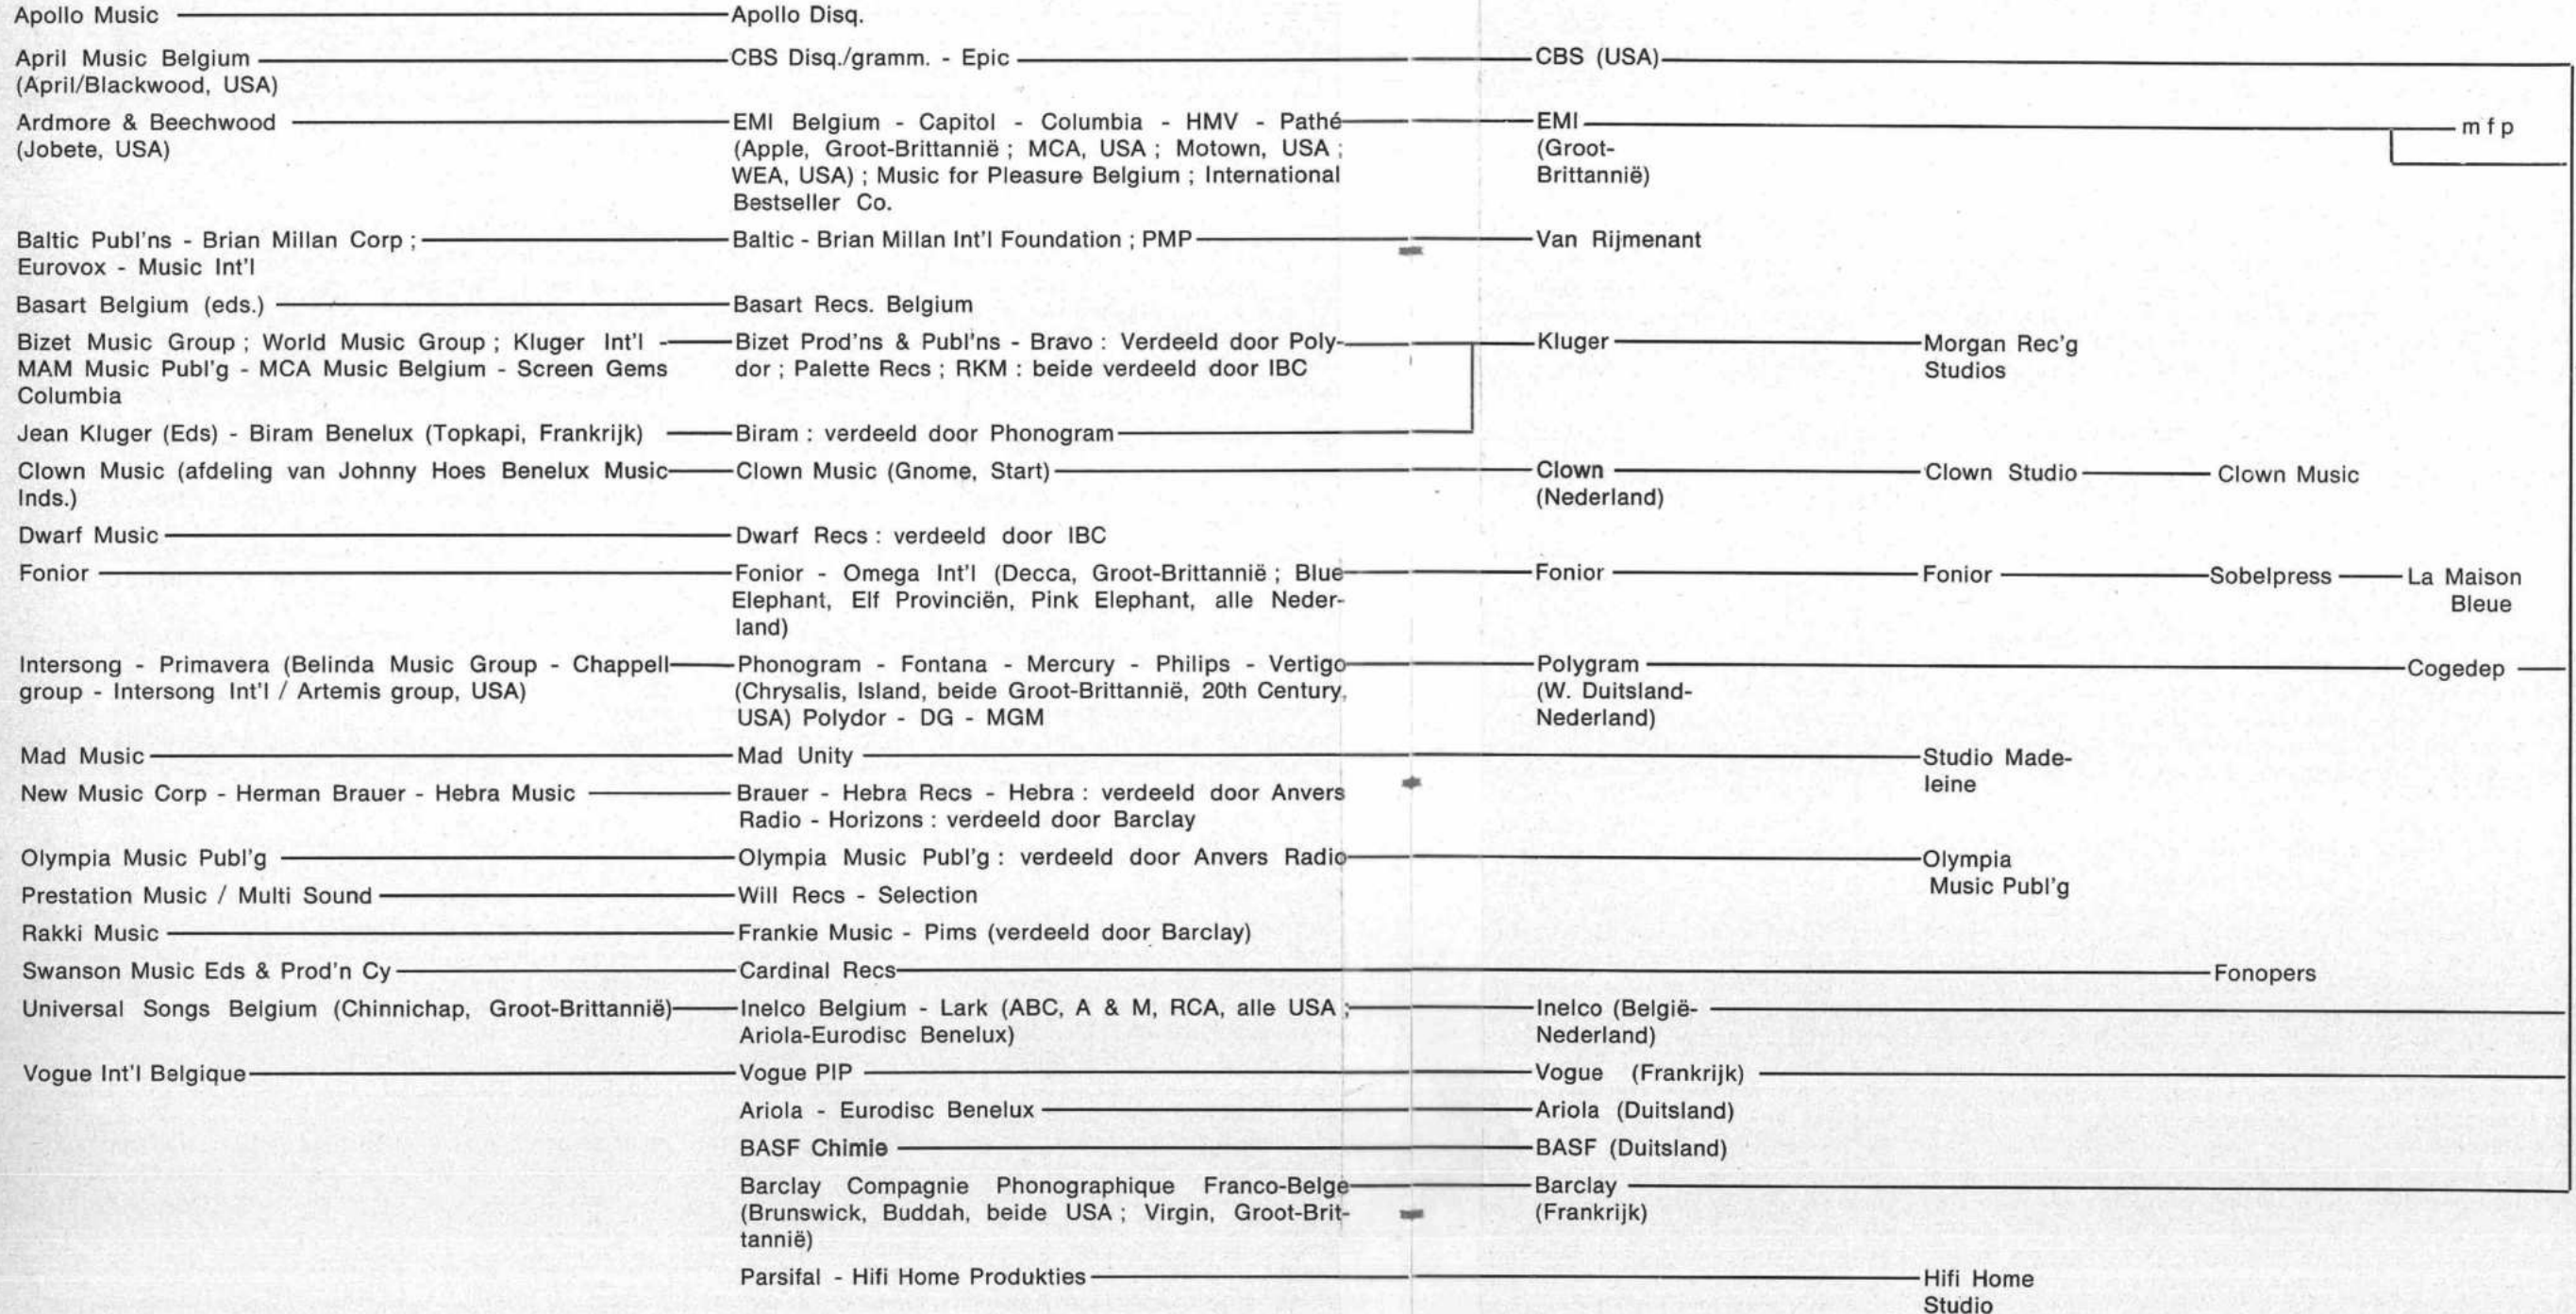 Apollo Music Apollo Disq.
April Music Belgium CBS Disq./gramm. - Epic CBS (USA)
(April/Blackwood, USA)
Ardmore & Beechwood EMI Belgium - Capitol - Columbia - HMV - Pathé EMI m f p
(Jobete, USA) (Apple, Groot-Brittannië ; MCA, USA ; Motown, USA ; (Groot-
WEA, USA) ; Music for Pleasure Belgium ; International Brittannië)
Bestseller Co.
Baltic Publ'ns - Brian Millan Corp ; Baltic - Brian Millan Int'l Foundation ; PMP Van Rijmenant
Eurovox - Music Int'l
Basart Belgium (eds.) Basart Recs. Belgium
Bizet Music Group ; World Music Group ; Kluger Int'l - Bizet Prod'ns & Publ'ns - Bravo : Verdeeld door Poly- Kluger Morgan Rec'g
MAM Music Publ'g - MCA Music Belgium - Screen Gems dor ; Palette Recs ; RKM : beide verdeeld door IBC Studios
Columbia
Jean Kluger (Eds) - Biram Benelux (Topkapi, Frankrijk) Biram : verdeeld door Phonogram
Clown Music (afdeling van Johnny Hoes Benelux Music Clown Music (Gnome, Start) Clown Clown Studio Clown Music
Inds.) (Nederland)
Dwarf Music Dwarf Recs : verdeeld door IBC
Fonior Fonior - Omega Int'l (Decca, Groot-Brittannië ; Blue Fonior Fonior Sobelpress La Maison
Elephant, Elf Provinciën, Pink Elephant, alle Neder- Bleue
land)
Intersong - Primavera (Belinda Music Group - Chappell Phonogram - Fontana - Mercury - Philips - Vertigo Polygram Cogedep
group - Intersong Int'l / Artemis group, USA) (Chrysalis, Island, beide Groot-Brittannië, 20th Century, (W. Duitsland-
USA) Polydor - DG - MGM Nederland)
Mad Music Mad Unity Studio Made-
leine
New Music Corp - Herman Brauer - Hebra Music Brauer - Hebra Recs - Hebra : verdeeld door Anvers
Radio - Horizons : verdeeld door Barclay
Olympia Music Publ'g Olympia Music Publ'g : verdeeld door Anvers Radio Olympia
Music Publ'g
Prestation Music / Multi Sound Will Recs - Selection
Rakki Music Frankie Music - Pims (verdeeld door Barclay)
Swanson Music Eds & Prod'n Cy Cardinal Recs Fonopers
Universal Songs Belgium (Chinnichap, Groot-Brittannië) Inelco Belgium - Lark (ABC, A & M, RCA, alle USA ; Inelco (België-
Ariola-Eurodisc Benelux) Nederland)
Vogue Int'l Belgique Vogue PIP Vogue (Frankrijk)
Ariola - Eurodisc Benelux Ariola (Duitsland)
BASF Chimie BASF (Duitsland)
Barclay Compagnie Phonographique Franco-Belge Barclay
(Brunswick, Buddah, beide USA ; Virgin, Groot-Brit- (Frankrijk)
tannië)
Parsifal - Hifi Home Produkties Hifi Home
Studio